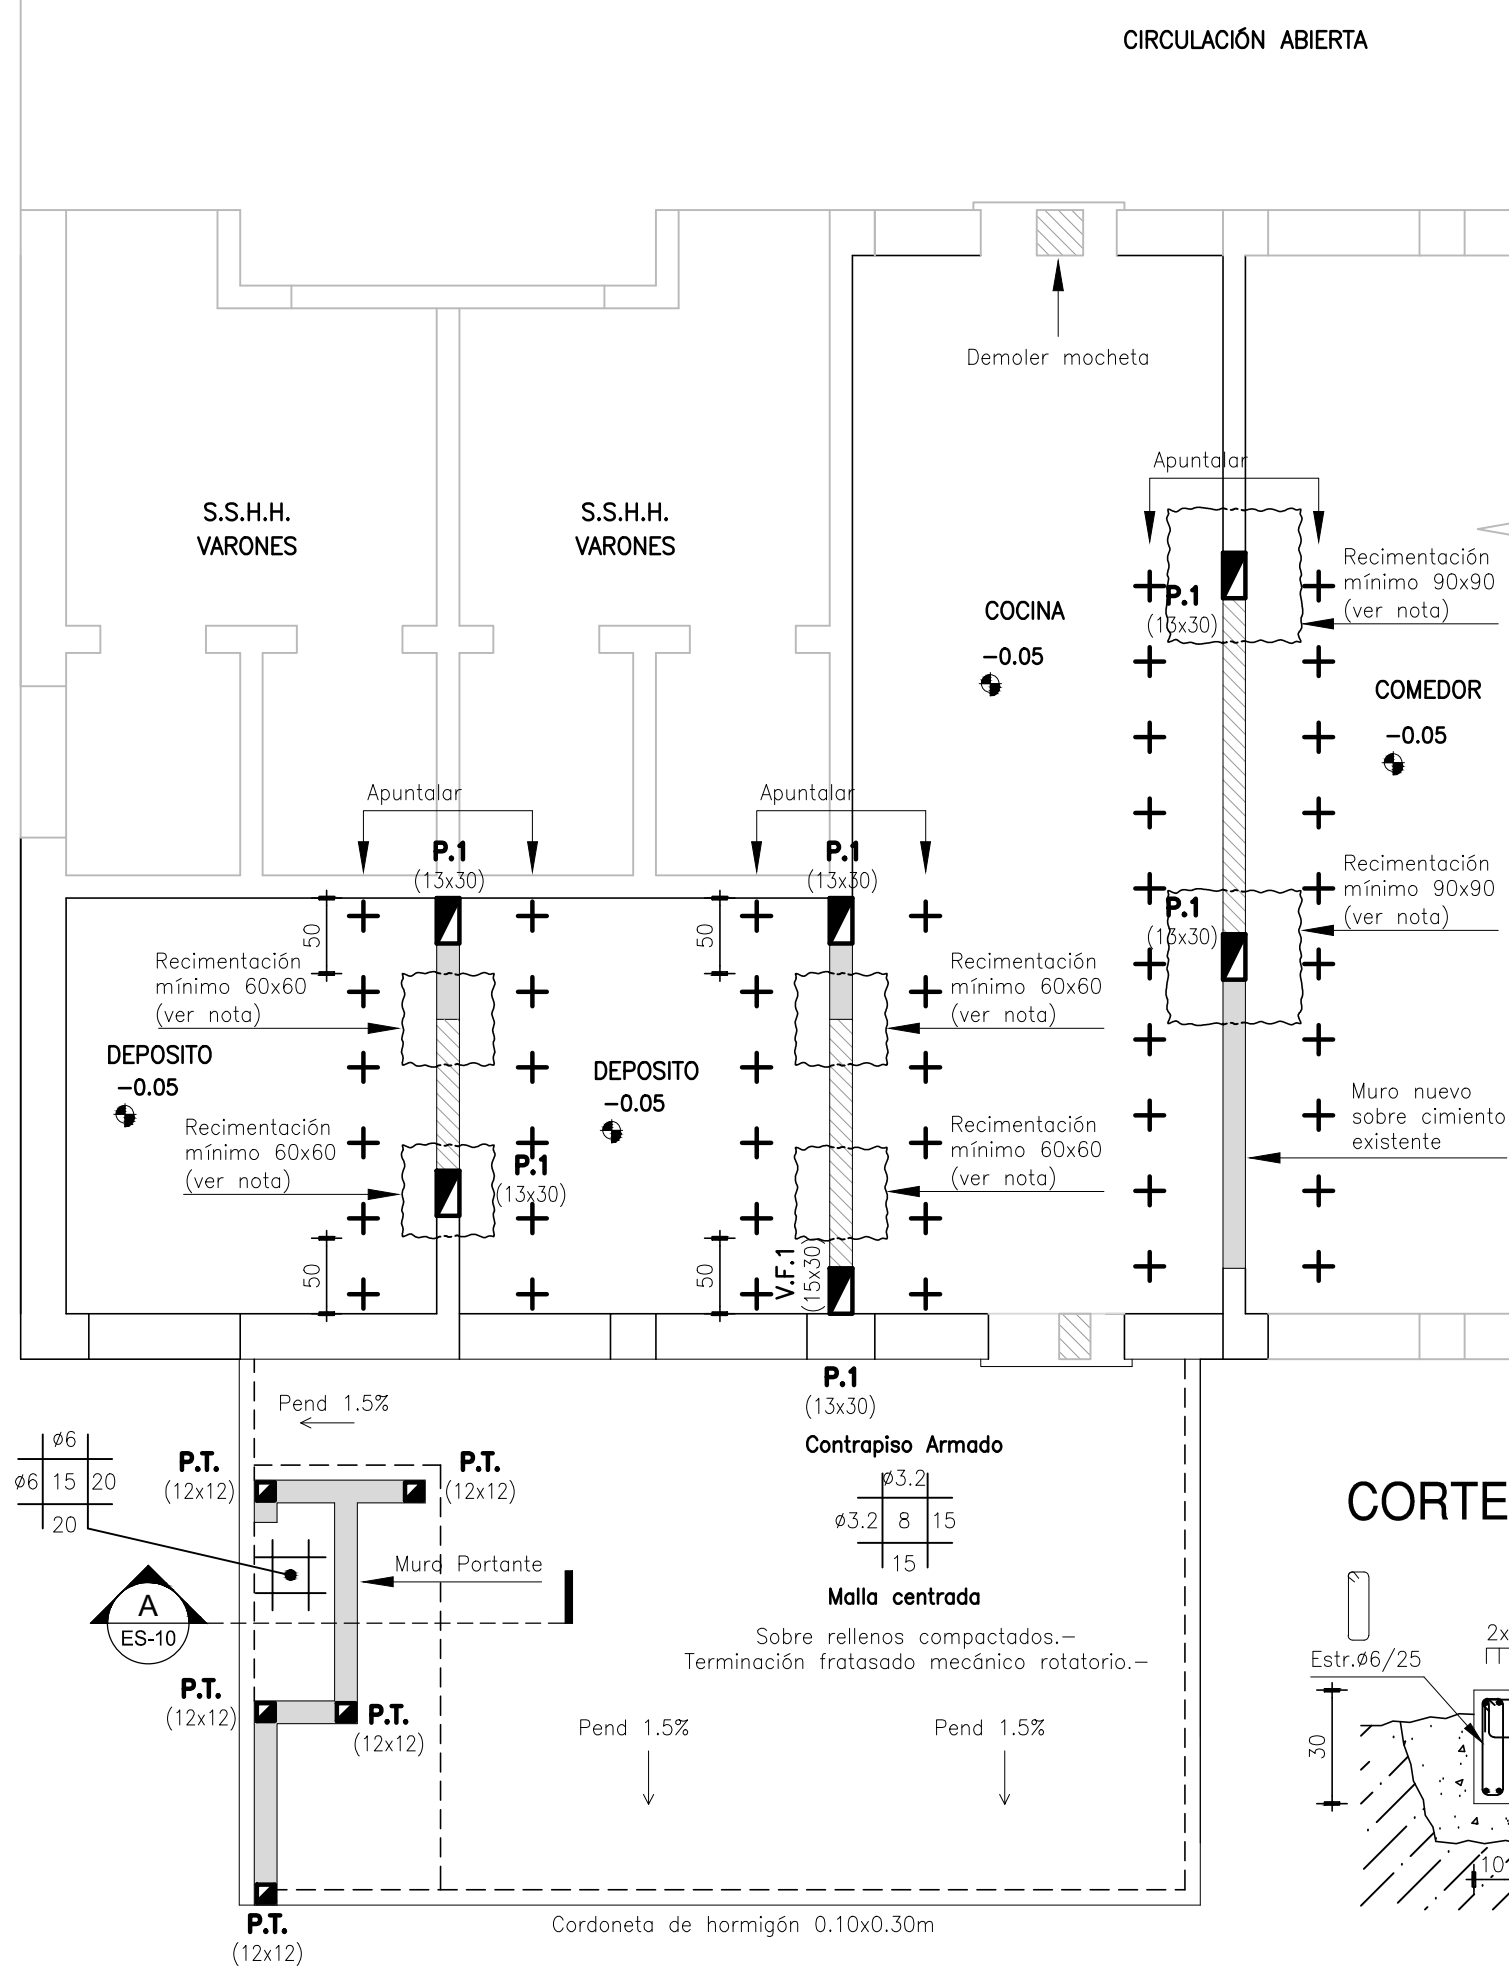 CIRCULACIÓN ABIERTA
Demoler mocheta
Apuntalar
S.S.H.H.
VARONES
S.S.H.H.
VARONES
Recimentación
mínimo 90x90
(ver nota)
P.1
(13x30)
COCINA
-0.05
COMEDOR
-0.05
Apuntalar
Apuntalar
P.1
(13x30)
P.1
(13x30)
Recimentación
mínimo 90x90
(ver nota)
P.1
(13x30)
50
50
Recimentación
mínimo 60x60
(ver nota)
Recimentación
mínimo 60x60
(ver nota)
DEPOSITO
-0.05
DEPOSITO
-0.05
Muro nuevo
sobre cimiento
existente
Recimentación
mínimo 60x60
(ver nota)
P.1
(13x30)
Recimentación
mínimo 60x60
(ver nota)
50
50
V.F.1
(15x30)
P.1
(13x30)
Pend 1.5%
Contrapiso Armado
ø3.2
ø3.2 8 15
15
Malla centrada
Sobre rellenos compactados.-
Terminación fratasado mecánico rotatorio.-
ø6
ø6 15 20
20
P.T.
(12x12)
P.T.
(12x12)
Muro Portante
A
ES-10
P.T.
(12x12)
P.T.
(12x12)
Pend 1.5%
Pend 1.5%
CORTE
2x
Estr.ø6/25
30
10
P.T.
(12x12)
Cordoneta de hormigón 0.10x0.30m